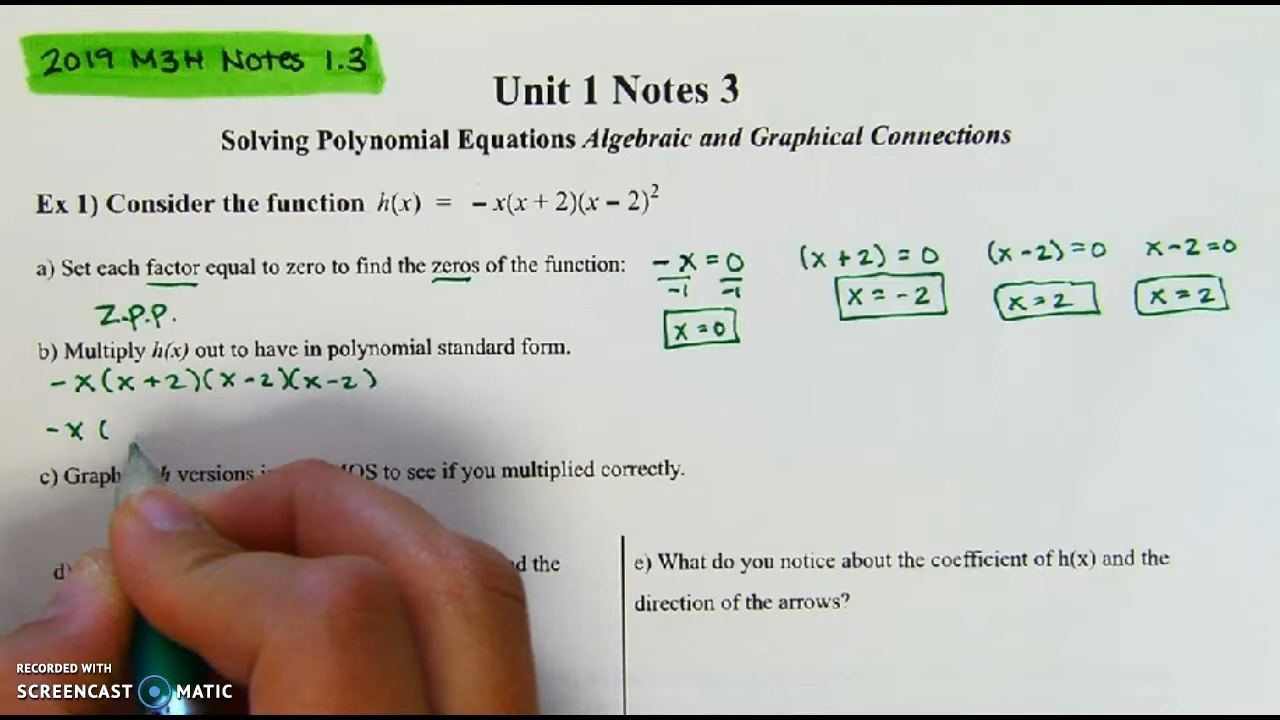 2019 M3H Notes 1.3
Unit 1 Notes 3
Solving Polynomial Equations Algebraic and Graphical Connections
Ex 1) Consider the function h(x) = -x(x + 2)(x - 2)²
a) Set each factor equal to zero to find the zeros of the function: -x = 0 (x + 2) = 0 (x - 2) = 0 x - 2 = 0
-1 -1 x = -2 x = 2 x = 2
Z.P.P. x = 0
b) Multiply h(x) out to have in polynomial standard form.
-x(x + 2)(x - 2)(x - 2)
-x (
c) Graph versions to see if you multiplied correctly.
d) the
e) What do you notice about the coefficient of h(x) and the
direction of the arrows?
RECORDED WITH
SCREENCAST MATIC